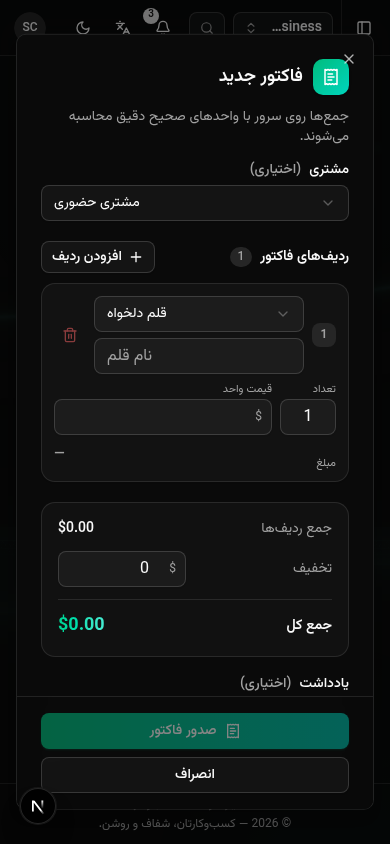 SC
3
...siness
فاکتور جدید
جمع‌ها روی سرور با واحدهای صحیح دقیق محاسبه
می‌شوند.
مشتری (اختیاری)
مشتری حضوری
ردیف‌های فاکتور 1
افزودن ردیف
1
قلم دلخواه
نام قلم
تعداد
قیمت واحد
1
$
مبلغ
—
جمع ردیف‌ها
$0.00
تخفیف
$ 0
جمع کل
$0.00
یادداشت (اختیاری)
صدور فاکتور
انصراف
N
© 2026 — کسب‌وکارتان، شفاف و روشن.